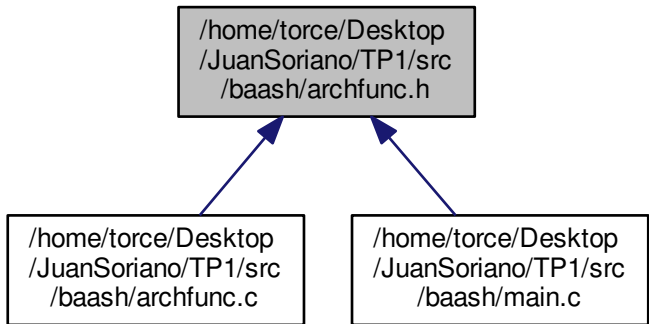 /home/torce/Desktop
/JuanSoriano/TP1/src
/baash/archfunc.h
/home/torce/Desktop
/JuanSoriano/TP1/src
/baash/archfunc.c
/home/torce/Desktop
/JuanSoriano/TP1/src
/baash/main.c